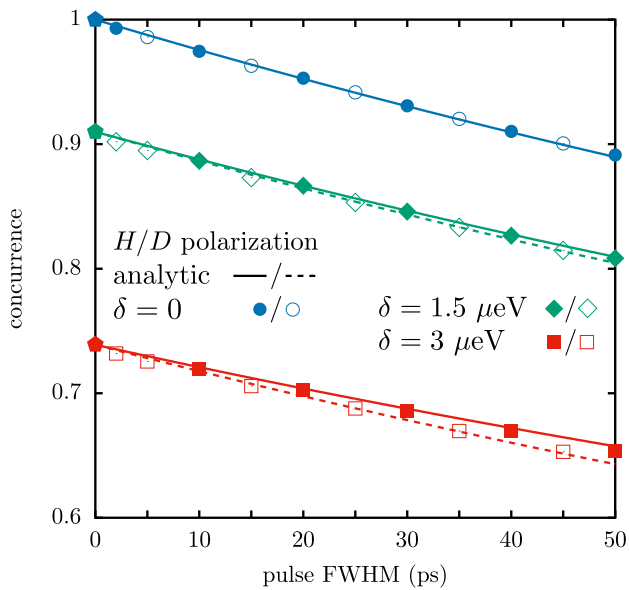 1
0.9
0.8
0.7
0.6
concurrence
H/D polarization
analytic —/---
δ = 0 ●/○
δ = 1.5 μeV ◆/◇
δ = 3 μeV ■/□
0 10 20 30 40 50
pulse FWHM (ps)